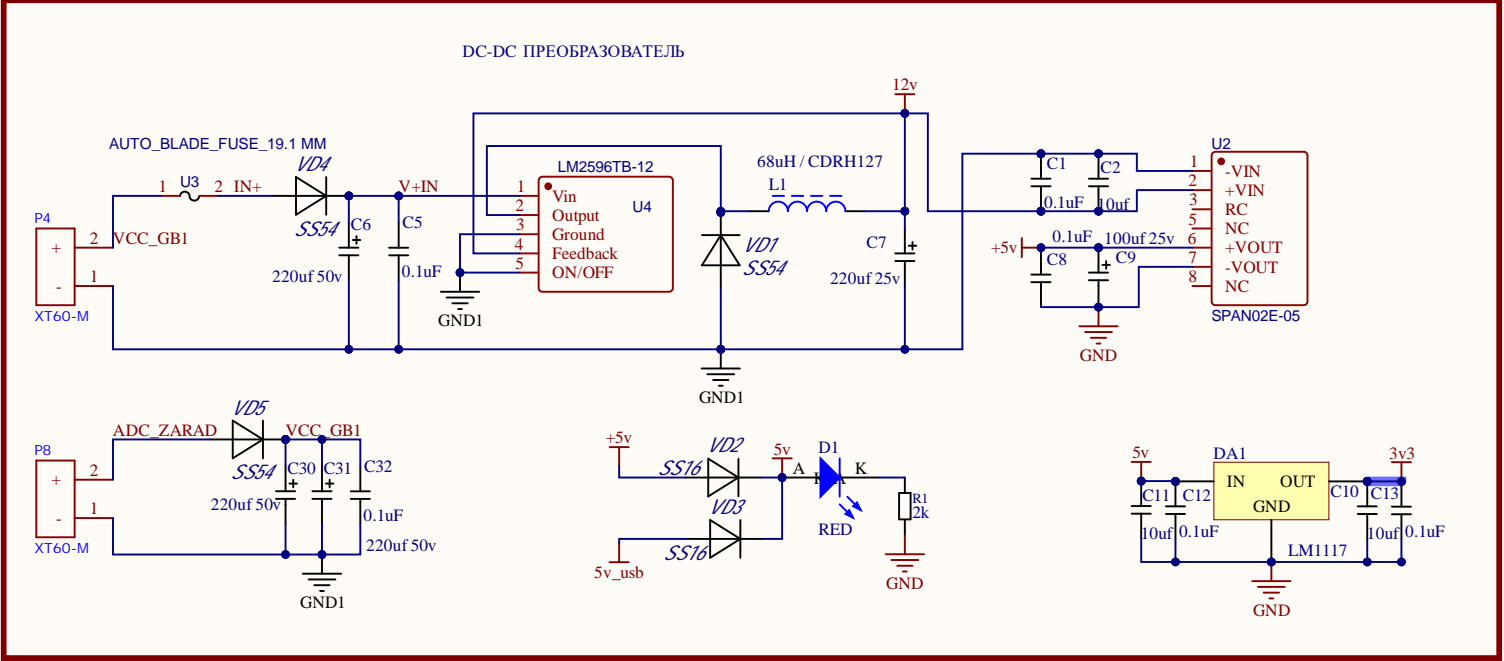 DC-DC ПРЕОБРАЗОВАТЕЛЬ
12v
AUTO_BLADE_FUSE_19.1 MM
VD4
1 U3 2 IN+
SS54
V+IN
P4
+ 2 VCC_GB1
- 1
XT60-M
C6
+
220uf 50v
C5
0.1uF
LM2596TB-12
U4
1 Vin
2 Output
3 Ground
4 Feedback
5 ON/OFF
GND1
68uH / CDRH127
L1
VD1
SS54
C7
+
220uf 25v
GND1
C1
0.1uF
C2
10uf
U2
1 -VIN
2 +VIN
3 RC
5 NC
6 +VOUT
7 -VOUT
8 NC
SPAN02E-05
+5v
0.1uF
C8
100uf 25v
+
C9
GND
P8
+ 2
- 1
XT60-M
ADC_ZARAD
VD5
SS54
VCC_GB1
C30
+
220uf 50v
C31
+
C32
0.1uF
220uf 50v
GND1
+5v
SS16
VD2
VD3
SS16
5v_usb
5v
A
D1
K
RED
R1
2k
GND
5v
C11
10uf
C12
0.1uF
DA1
IN OUT
GND
LM1117
3v3
C10
10uf
C13
0.1uF
GND